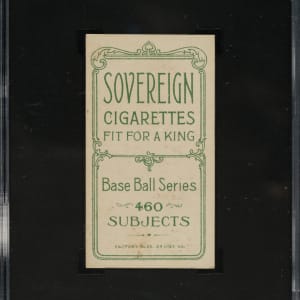 SOVEREIGN
CIGARETTES
FIT FOR A KING
Base Ball Series
460
SUBJECTS